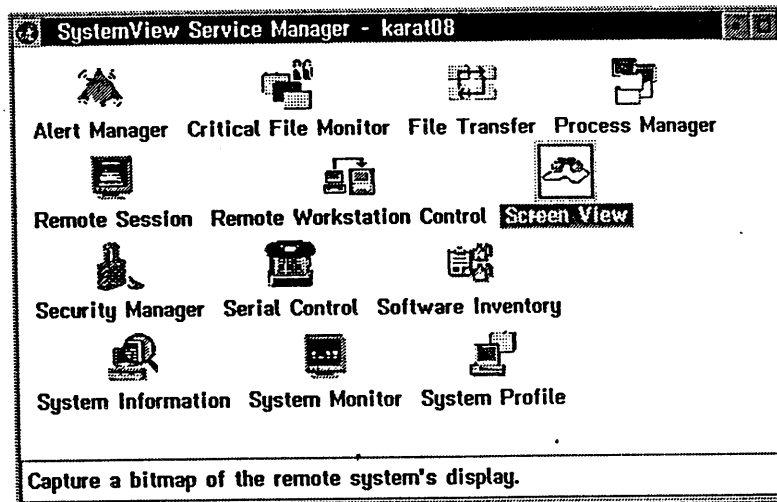 SystemView Service Manager - karat08
Alert Manager Critical File Monitor File Transfer Process Manager
Remote Session Remote Workstation Control Screen View
Security Manager Serial Control Software Inventory
System Information System Monitor System Profile
Capture a bitmap of the remote system's display.